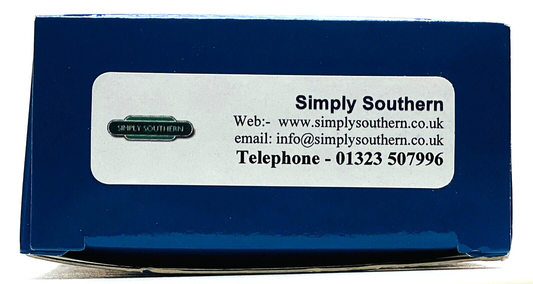 SIMPLY SOUTHERN
Simply Southern
Web:- www.simplysouthern.co.uk
email: info@simplysouthern.co.uk
Telephone - 01323 507996